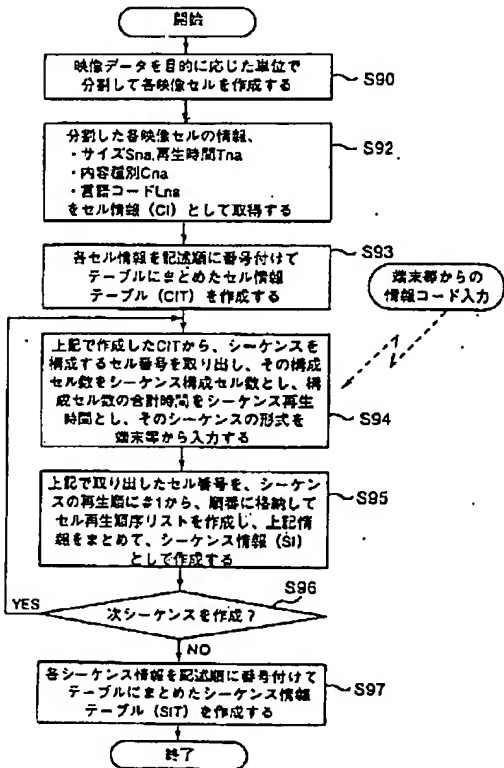 開始
映像データを目的に応じた単位で
分割して各映像セルを作成する
S90
分割した各映像セルの情報、
・サイズSna,再生時間Tna
・内容種別Cna
・言語コードLna
をセル情報(CI)として取得する
S92
各セル情報を記述順に番号付けて
テーブルにまとめたセル情報
テーブル(CIT)を作成する
S93
端末等からの
情報コード入力
上記で作成したCITから、シーケンスを
構成するセル番号を取り出し、その構成
セル数をシーケンス構成セル数とし、構
成セル数の合計時間をシーケンス再生
時間とし、そのシーケンスの形式を
端末等から入力する
S94
上記で取り出したセル番号を、シーケン
スの再生順に#1から、順番に格納して
セル再生順序リストを作成し、上記情
報をまとめて、シーケンス情報(SI)
として作成する
S95
S96
YES
次シーケンスを作成?
NO
各シーケンス情報を記述順に番号付けて
テーブルにまとめたシーケンス情報
テーブル(SIT)を作成する
S97
終了